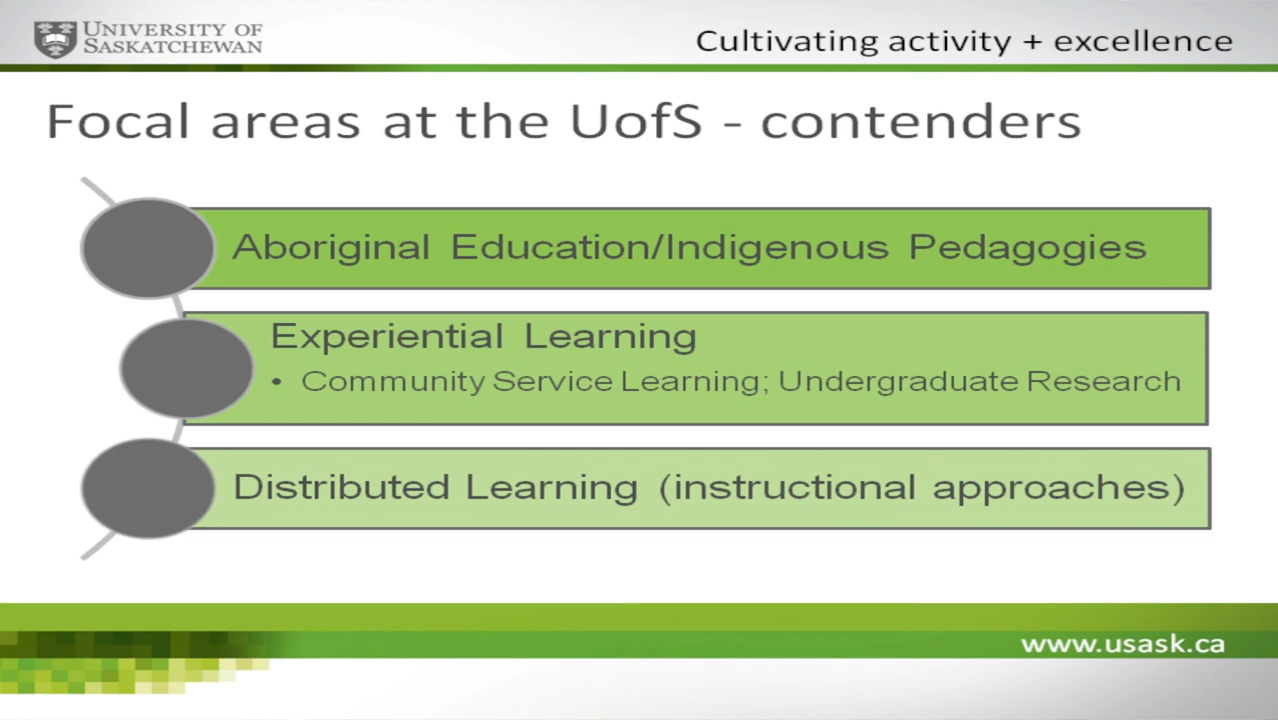 UNIVERSITY OF
SASKATCHEWAN
Cultivating activity + excellence
Focal areas at the UofS - contenders
Aboriginal Education/Indigenous Pedagogies
Experiential Learning
• Community Service Learning; Undergraduate Research
Distributed Learning (instructional approaches)
www.usask.ca